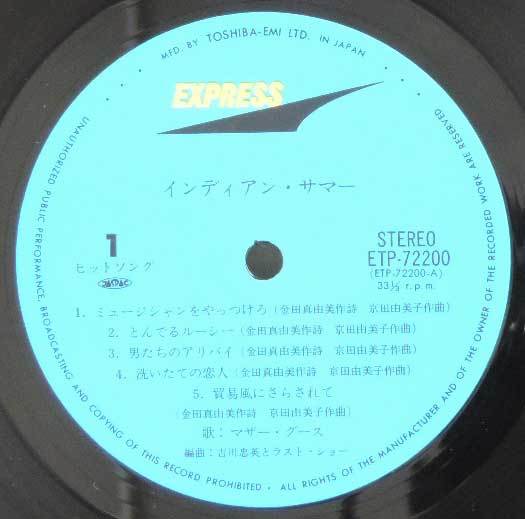 MFD. BY TOSHIBA-EMI LTD. IN JAPAN
EXPRESS
インディアン・サマー
1
ヒットソング
JASRAC
STEREO
ETP-72200
(ETP-72200-A)
33⅓ r.p.m.
1. ミュージシャンをやっつけろ (金田真由美作詩 京田由美子作曲)
2. とんでるルーシー (金田真由美作詩 京田由美子作曲)
3. 男たちのアリバイ (金田真由美作詩 京田由美子作曲)
4. 洗いたての恋人 (金田真由美作詩 京田由美子作曲)
5. 貿易風にさらされて
(金田真由美作詩 京田由美子作曲)
歌: マザー・グース
編曲: 吉川忠英とラスト・ショー
UNAUTHORIZED PUBLIC PERFORMANCE, BROADCASTING AND COPYING OF THIS RECORD PROHIBITED • ALL RIGHTS OF THE MANUFACTURER AND OF THE OWNER OF THE RECORDED WORK ARE RESERVED